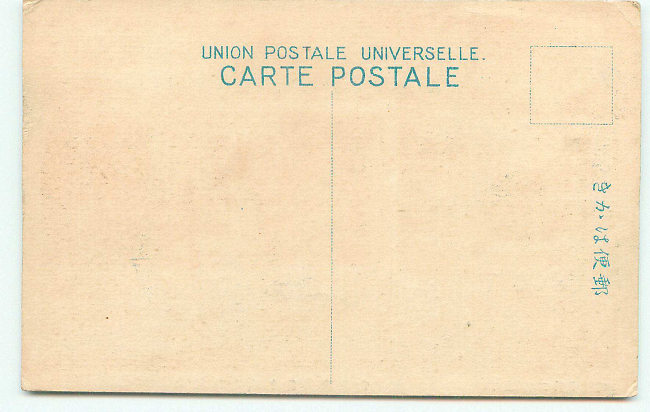 UNION POSTALE UNIVERSELLE.
CARTE POSTALE
郵便はかき